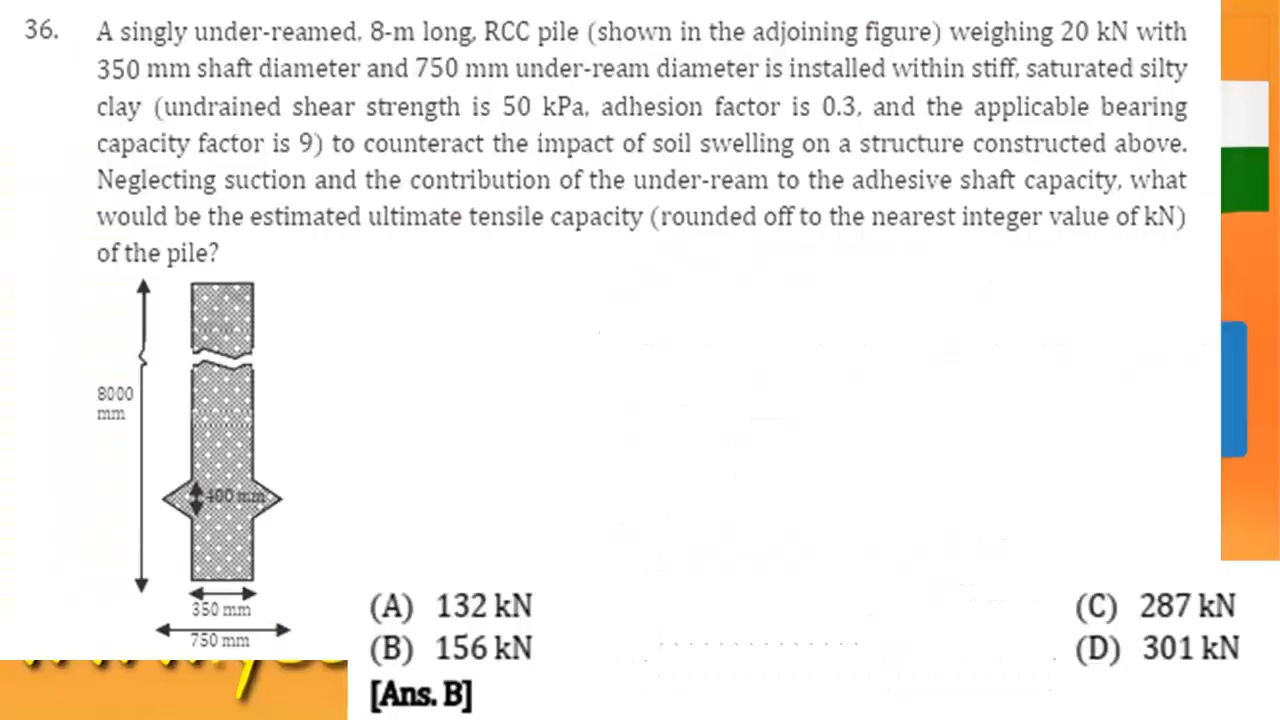 36. A singly under-reamed, 8-m long, RCC pile (shown in the adjoining figure) weighing 20 kN with
350 mm shaft diameter and 750 mm under-ream diameter is installed within stiff, saturated silty
clay (undrained shear strength is 50 kPa, adhesion factor is 0.3, and the applicable bearing
capacity factor is 9) to counteract the impact of soil swelling on a structure constructed above.
Neglecting suction and the contribution of the under-ream to the adhesive shaft capacity, what
would be the estimated ultimate tensile capacity (rounded off to the nearest integer value of kN)
of the pile?
8000
mm
400 mm
350 mm
750 mm
(A) 132 kN
(B) 156 kN
(C) 287 kN
(D) 301 kN
[Ans. B]